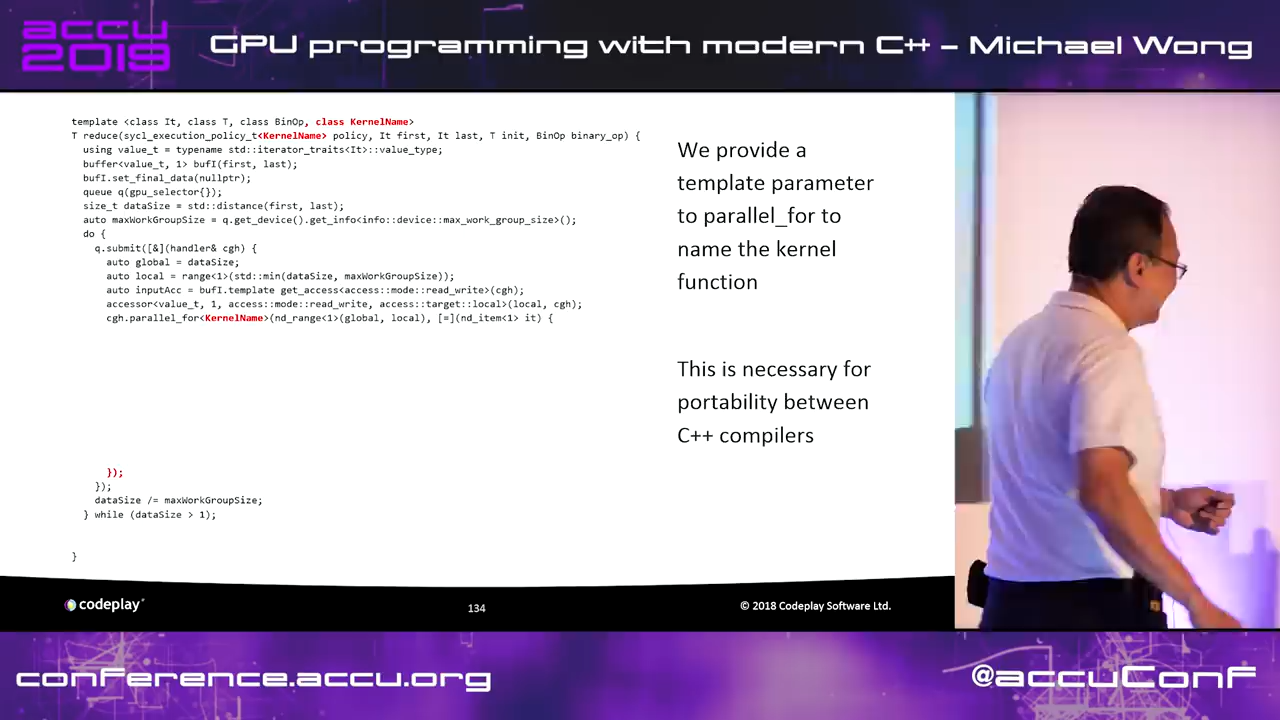 accu
2019
GPU programming with modern C++ – Michael Wong
template <class It, class T, class BinOp, class KernelName>
T reduce(sycl_execution_policy_t<KernelName> policy, It first, It last, T init, BinOp binary_op) {
using value_t = typename std::iterator_traits<It>::value_type;
buffer<value_t, 1> bufI(first, last);
bufI.set_final_data(nullptr);
queue q(gpu_selector{});
size_t dataSize = std::distance(first, last);
auto maxWorkGroupSize = q.get_device().get_info<info::device::max_work_group_size>();
do {
q.submit([&](handler& cgh) {
auto global = dataSize;
auto local = range<1>(std::min(dataSize, maxWorkGroupSize));
auto inputAcc = bufI.template get_access<access::mode::read_write>(cgh);
accessor<value_t, 1, access::mode::read_write, access::target::local>(local, cgh);
cgh.parallel_for<KernelName>(nd_range<1>(global, local), [=](nd_item<1> it) {
});
});
dataSize /= maxWorkGroupSize;
} while (dataSize > 1);
}
We provide a
template parameter
to parallel_for to
name the kernel
function
This is necessary for
portability between
C++ compilers
codeplay
134
© 2018 Codeplay Software Ltd.
conference.accu.org
@accuConf